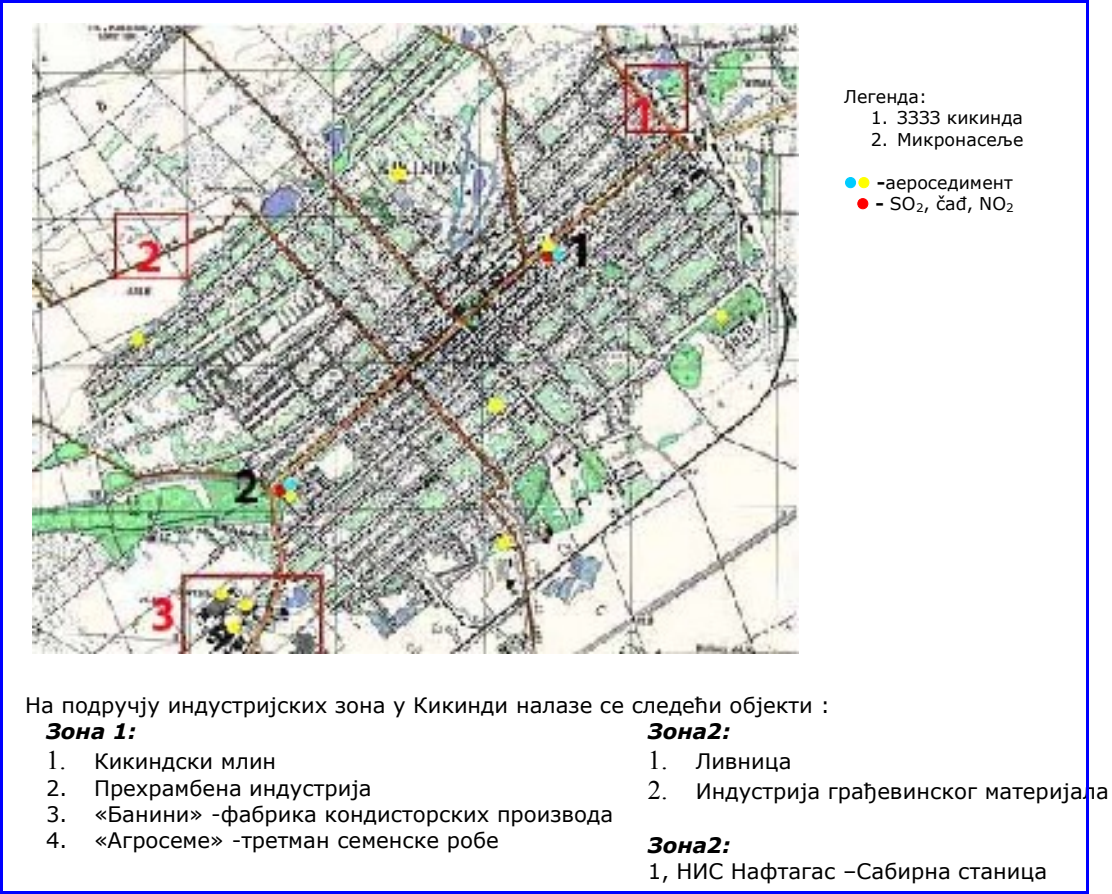 1
2
1
2
3
Легенда:
1. ЗЗЗЗ кикинда
2. Микронасеље
-аероседимент
- SO₂, čađ, NO₂
На подручју индустријских зона у Кикинди налазе се следећи објекти :
Зона 1:
1. Кикиндски млин
2. Прехрамбена индустрија
3. «Банини» -фабрика кондисторских производа
4. «Агросеме» -третман семенске робе
Зона2:
1. Ливница
2. Индустрија грађевинског материјала
Зона2:
1, НИС Нафтагас –Сабирна станица